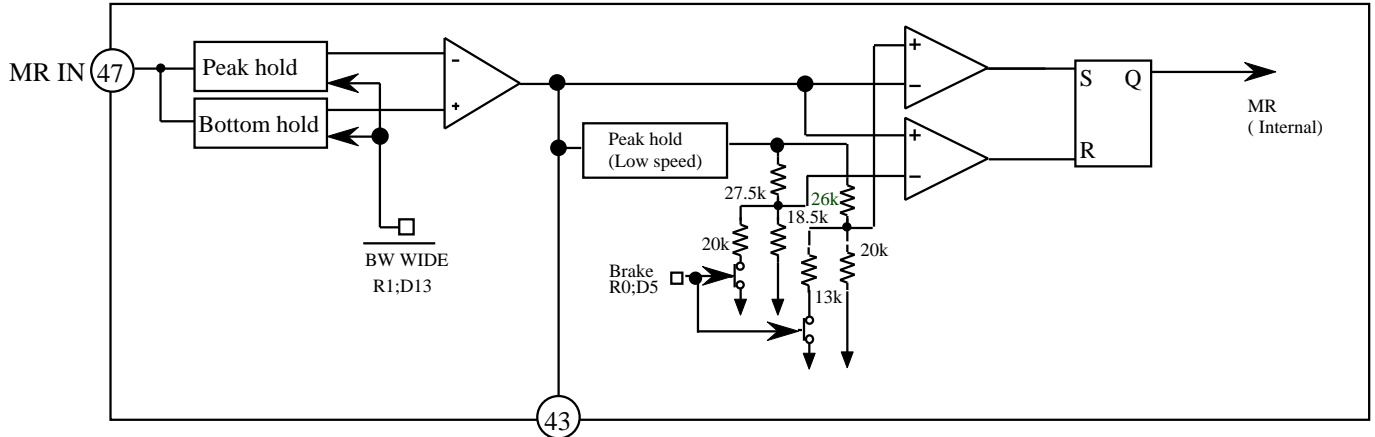 MR IN
47
Peak hold
Bottom hold
-
+
BW WIDE
R1;D13
43
Peak hold
(Low speed)
27.5k
26k
18.5k
20k
20k
13k
Brake
R0;D5
+
−
+
−
S
Q
R
MR
( Internal)